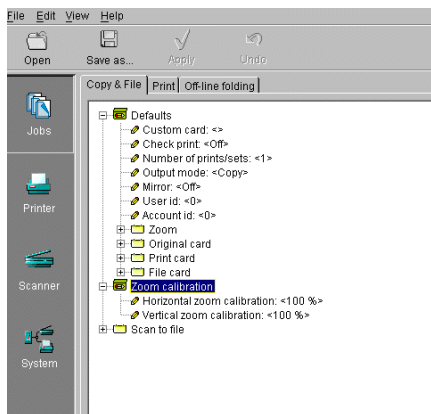 File Edit View Help
Open Save as... Apply Undo
Copy & File Print Off-line folding
Jobs
Printer
Scanner
System
Defaults
Custom card: <>
Check print: <Off>
Number of prints/sets: <1>
Output mode: <Copy>
Mirror: <Off>
User id: <0>
Account id: <0>
Zoom
Original card
Print card
File card
Zoom calibration
Horizontal zoom calibration: <100 %>
Vertical zoom calibration: <100 %>
Scan to file